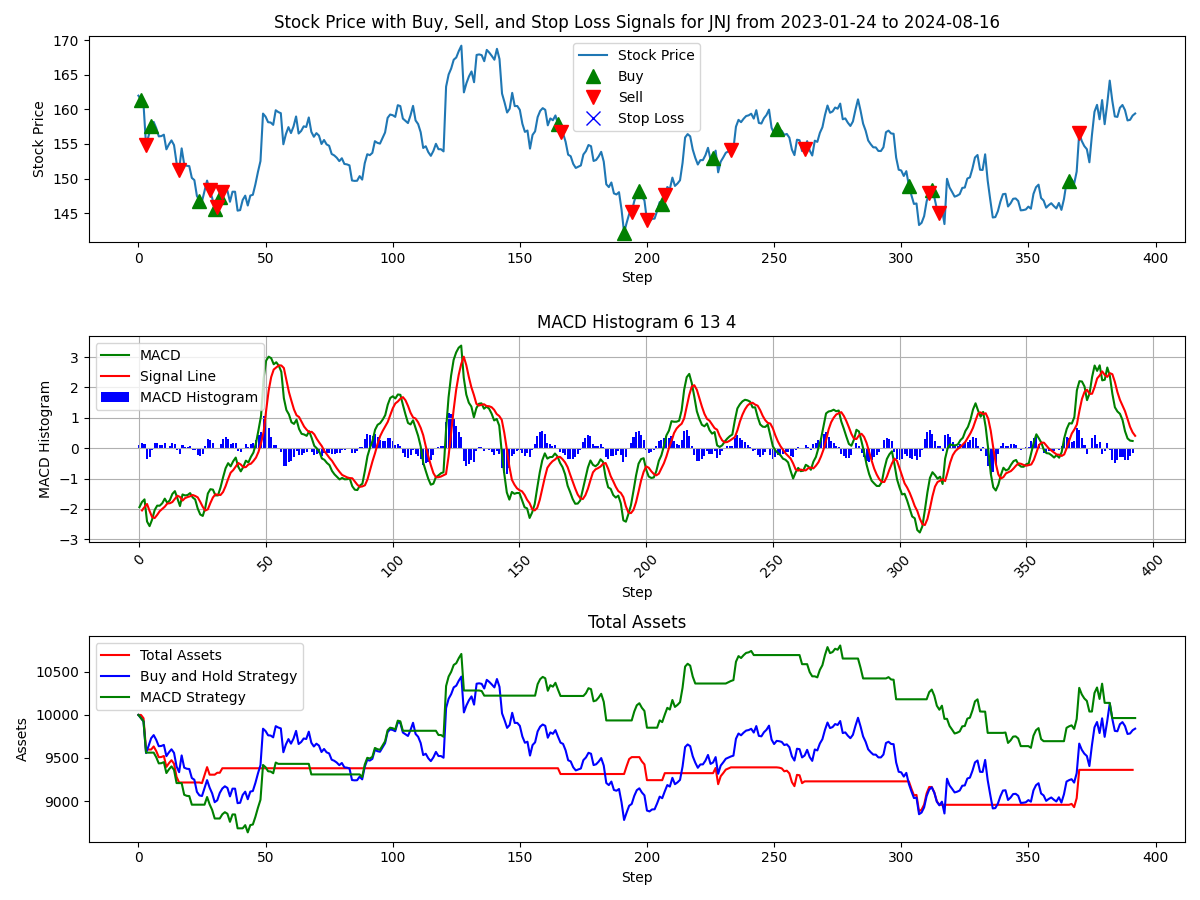 Stock Price with Buy, Sell, and Stop Loss Signals for JNJ from 2023-01-24 to 2024-08-16
170
165
160
155
150
145
Stock Price
Stock Price
Buy
Sell
Stop Loss
0 50 100 150 200 250 300 350 400
Step
MACD Histogram 6 13 4
3
2
1
0
−1
−2
−3
MACD Histogram
MACD
Signal Line
MACD Histogram
0 50 100 150 200 250 300 350 400
Step
Total Assets
10500
10000
9500
9000
Assets
Total Assets
Buy and Hold Strategy
MACD Strategy
0 50 100 150 200 250 300 350 400
Step